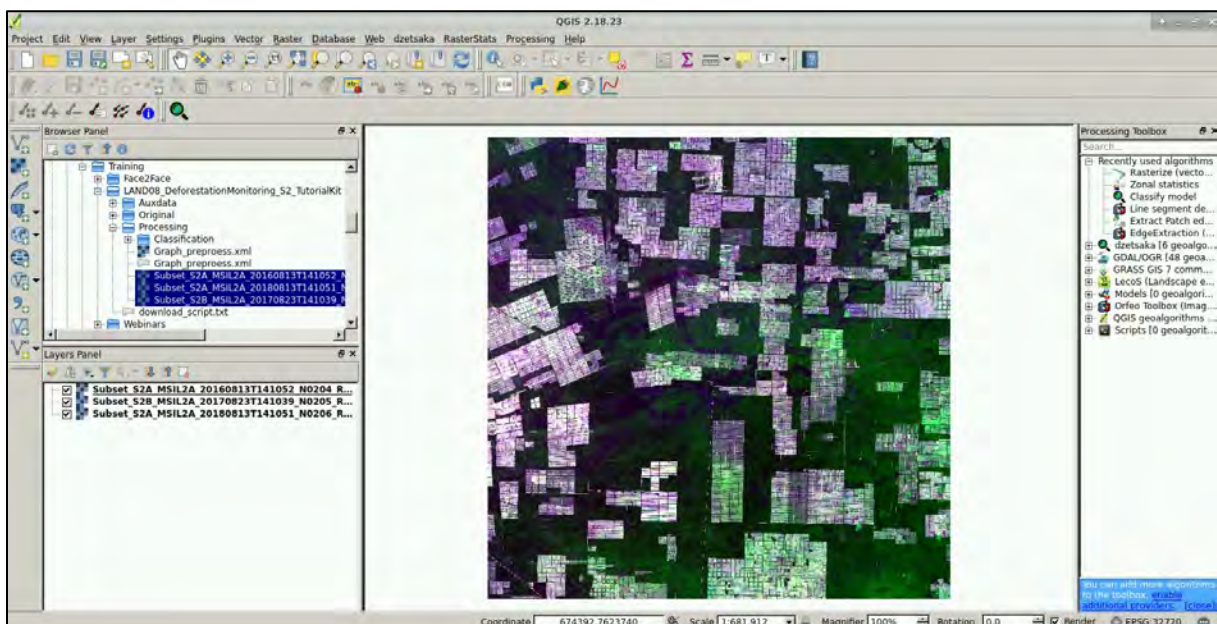 QGIS 2.18.23
Project Edit View Layer Settings Plugins Vector Raster Database Web dzetsaka RasterStats Processing Help
Browser Panel
Training
Face2Face
LAND08_DeforestationMonitoring_S2_TutorialKit
Auxdata
Original
Processing
Classification
Graph_preproess.xml
Graph_preproess.xml
Subset_S2A_MSIL2A_20160813T141052_N
Subset_S2A_MSIL2A_20180813T141051_N
Subset_S2B_MSIL2A_20170823T141039_N
download_script.txt
Webinars
Layers Panel
Subset_S2A_MSIL2A_20160813T141052_N0204_R...
Subset_S2B_MSIL2A_20170823T141039_N0205_R...
Subset_S2A_MSIL2A_20180813T141051_N0206_R...
Processing Toolbox
Search...
Recently used algorithms
Rasterize (vecto...
Zonal statistics
Classify model
Line segment de...
Extract Patch ed...
EdgeExtraction (...
dzetsaka [6 geoalgo...
GDAL/OGR [48 geoa...
GRASS GIS 7 comm...
LecoS (Landscape e...
Models [0 geoalgori...
Orfeo Toolbox (Imag...
QGIS geoalgorithms ...
Scripts [0 geoalgorit...
You can add more algorithms
to the toolbox, enable
additional providers. [close]
Coordinate 674392,7623740 Scale 1:681,912 Magnifier 100% Rotation 0.0 Render EPSG:32720